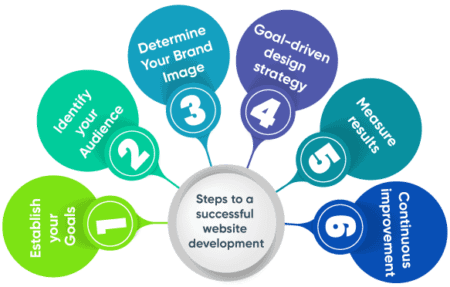 Steps to a
successful
website
development
1
Establish
your
Goals
2
Identify
your
Audience
3
Determine
Your Brand
Image
4
Goal-driven
design
strategy
5
Measure
results
6
Continuous
improvement